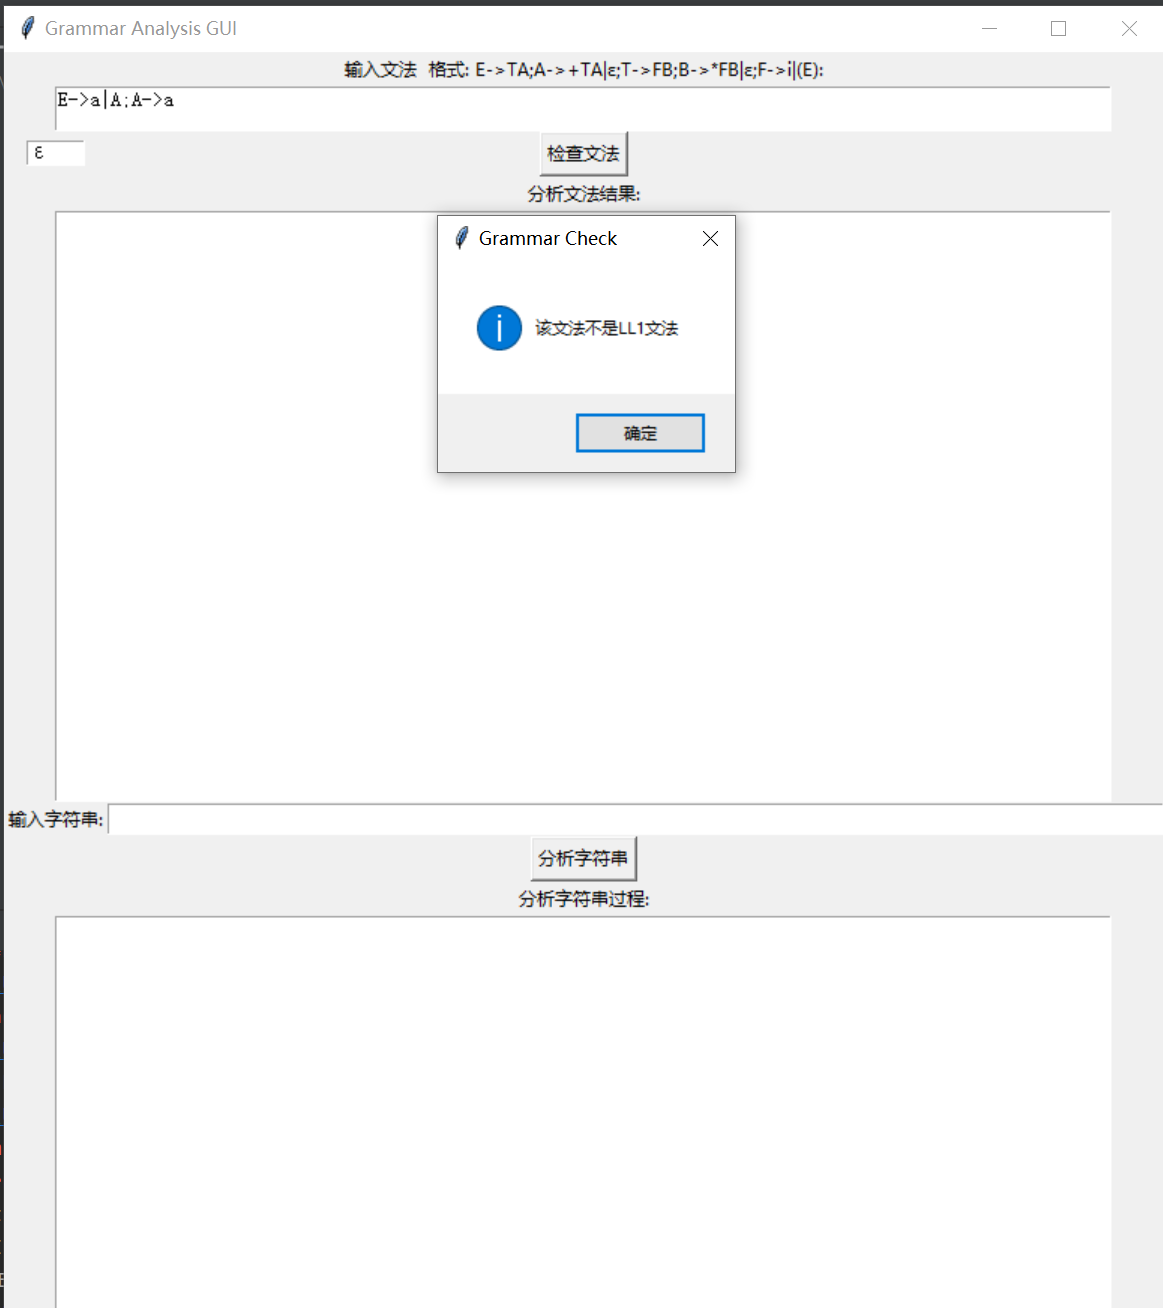 Grammar Analysis GUI
输入文法  格式: E->TA;A->+TA|ε;T->FB;B->*FB|ε;F->i|(E):
E->a|A;A->a
ε
检查文法
分析文法结果:
Grammar Check
该文法不是LL1文法
确定
输入字符串:
分析字符串
分析字符串过程: